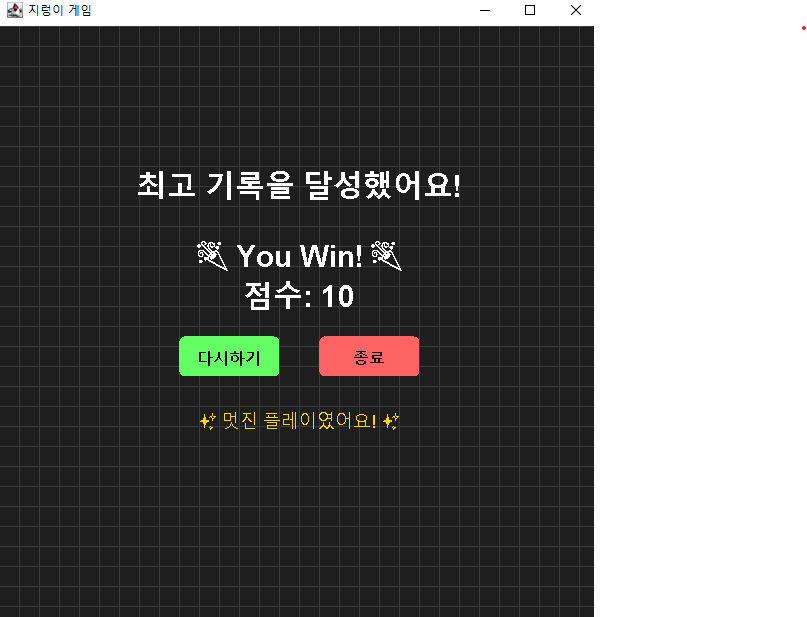 지렁이 게임
최고 기록을 달성했어요!
🎉 You Win! 🎉
점수: 10
다시하기 종료
✨ 멋진 플레이였어요! ✨